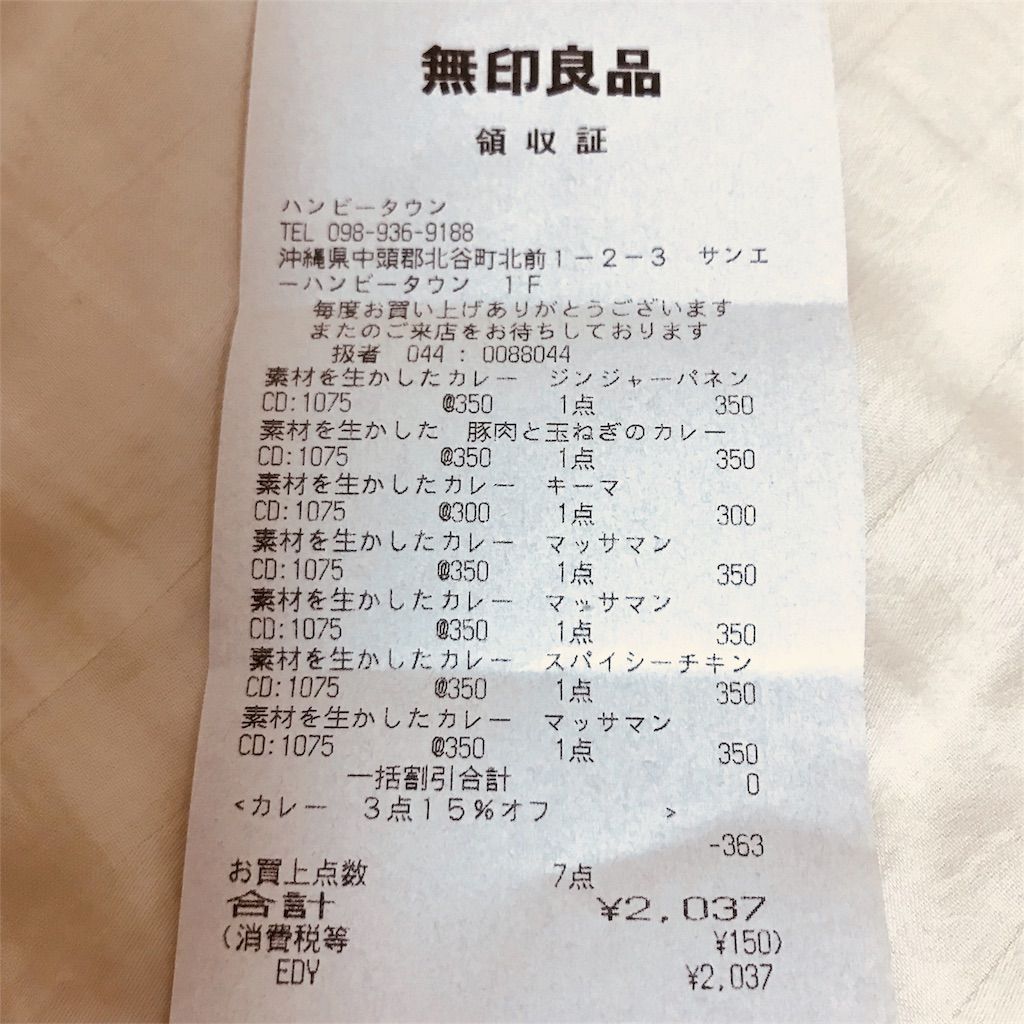 無印良品
領収証
ハンビータウン
TEL 098-936-9188
沖縄県中頭郡北谷町北前1-2-3 サンエ
ーハンビータウン 1F
毎度お買い上げありがとうございます
またのご来店をお待ちしております
扱者 044 : 0088044
素材を生かしたカレー ジンジャーパネン
CD:1075 @350 1点 350
素材を生かした 豚肉と玉ねぎのカレー
CD:1075 @350 1点 350
素材を生かしたカレー キーマ
CD:1075 @300 1点 300
素材を生かしたカレー マッサマン
CD:1075 @350 1点 350
素材を生かしたカレー マッサマン
CD:1075 @350 1点 350
素材を生かしたカレー スパイシーチキン
CD:1075 @350 1点 350
素材を生かしたカレー マッサマン
CD:1075 @350 1点 350
一括割引合計 0
<カレー 3点15%オフ >
-363
お買上点数 7点
合計 ¥2,037
(消費税等 ¥150)
EDY ¥2,037